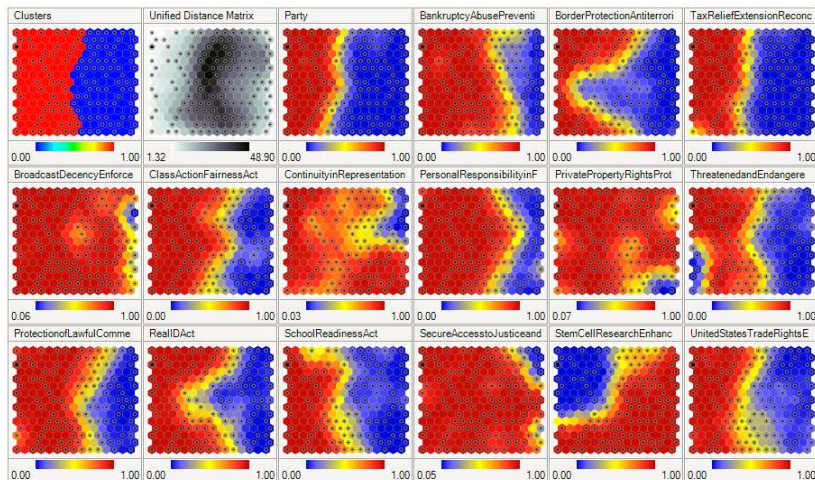 Clusters
Unified Distance Matrix
Party
BankruptcyAbusePreventi
BorderProtectionAntiterrori
TaxReliefExtensionReconc
0.00 1.00
1.32 48.90
0.00 1.00
0.00 1.00
0.00 1.00
0.00 1.00
BroadcastDecencyEnforce
ClassActionFairnessAct
ContinuityinRepresentation
PersonalResponsibilityinF
PrivatePropertyRightsProt
ThreatenedandEndangere
0.06 1.00
0.00 1.00
0.03 1.00
0.00 1.00
0.07 1.00
0.00 1.00
ProtectionofLawfulComme
RealIDAct
SchoolReadinessAct
SecureAccesstoJusticeand
StemCellResearchEnhanc
UnitedStatesTradeRightsE
0.00 1.00
0.00 1.00
0.00 1.00
0.05 1.00
0.00 1.00
0.00 1.00